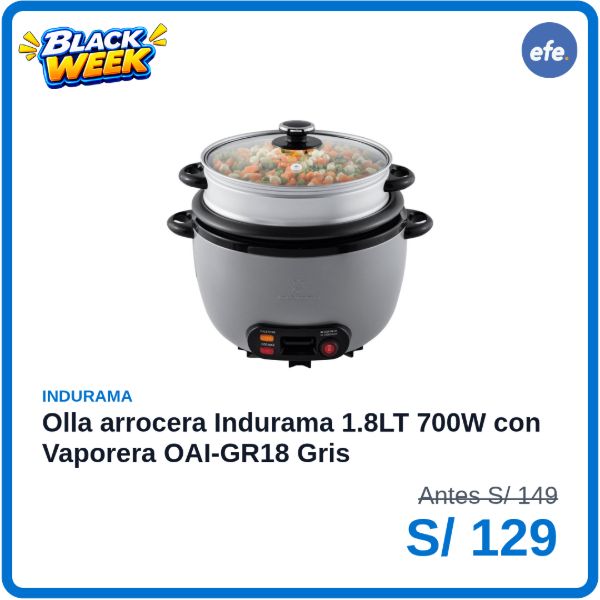 BLACK
WEEK
efe.
INDURAMA
Olla arrocera Indurama 1.8LT 700W con
Vaporera OAI-GR18 Gris
Antes S/ 149
S/ 129